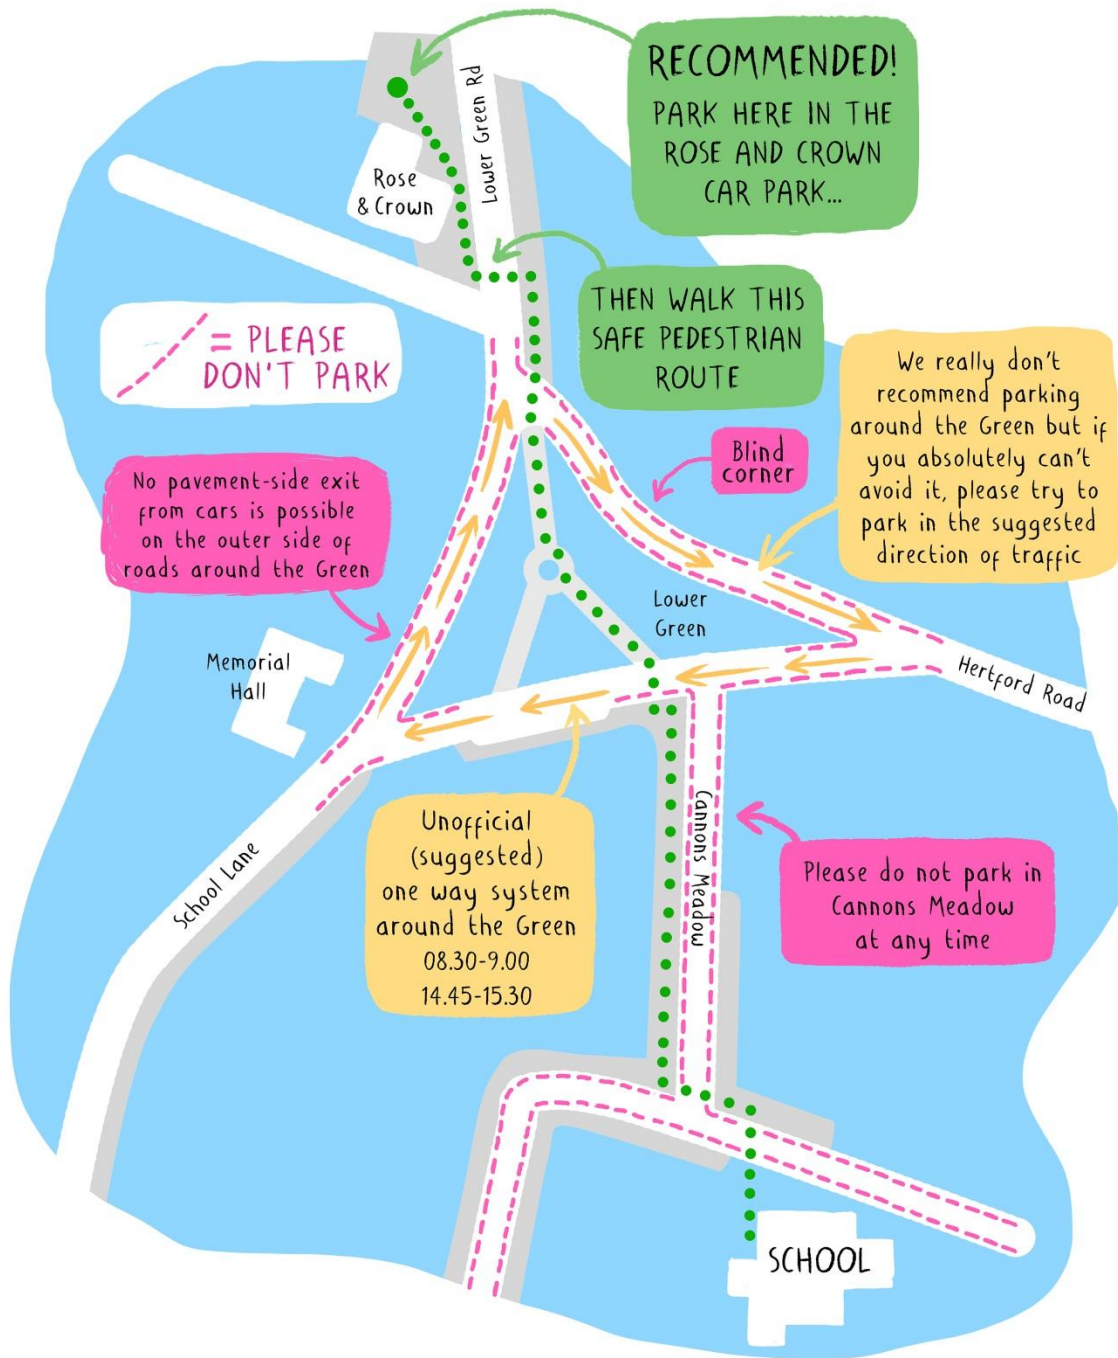 RECOMMENDED!
PARK HERE IN THE
ROSE AND CROWN
CAR PARK...
Lower Green Rd
Rose
& Crown
THEN WALK THIS
SAFE PEDESTRIAN
ROUTE
= PLEASE
DON'T PARK
We really don't
recommend parking
around the Green but if
you absolutely can't
avoid it, please try to
park in the suggested
direction of traffic
Blind
corner
No pavement-side exit
from cars is possible
on the outer side of
roads around the Green
Lower
Green
Memorial
Hall
Hertford Road
Unofficial
(suggested)
one way system
around the Green
08.30-9.00
14.45-15.30
Cannons Meadow
Please do not park in
Cannons Meadow
at any time
School Lane
SCHOOL